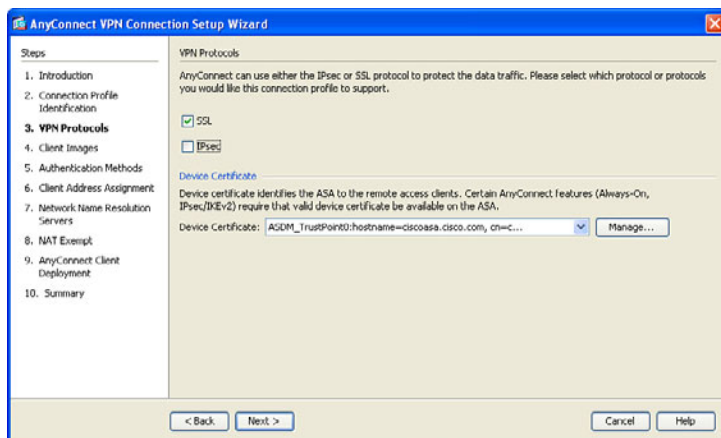 AnyConnect VPN Connection Setup Wizard
Steps
1. Introduction
2. Connection Profile
Identification
3. VPN Protocols
4. Client Images
5. Authentication Methods
6. Client Address Assignment
7. Network Name Resolution
Servers
8. NAT Exempt
9. AnyConnect Client
Deployment
10. Summary
VPN Protocols
AnyConnect can use either the IPsec or SSL protocol to protect the data traffic. Please select which protocol or protocols
you would like this connection profile to support.
SSL
IPsec
Device Certificate
Device certificate identifies the ASA to the remote access clients. Certain AnyConnect features (Always-On,
IPsec/IKEv2) require that valid device certificate be available on the ASA.
Device Certificate: ASDM_TrustPoint0:hostname=ciscoasa.cisco.com, cn=c... Manage...
< Back Next > Cancel Help